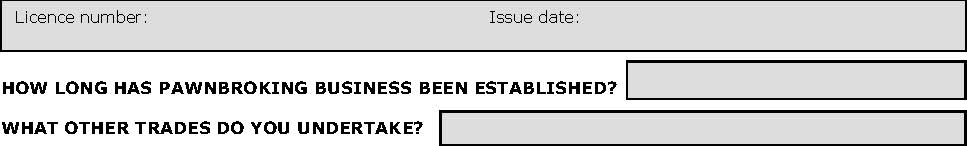 Licence number: Issue date:
HOW LONG HAS PAWNBROKING BUSINESS BEEN ESTABLISHED?
WHAT OTHER TRADES DO YOU UNDERTAKE?